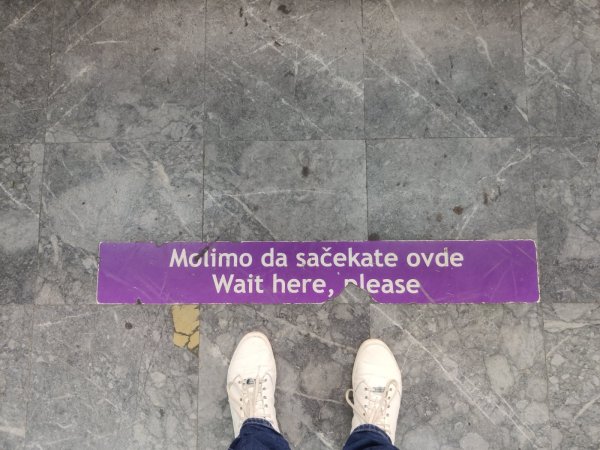 Molimo da sačekate ovde
Wait here, please